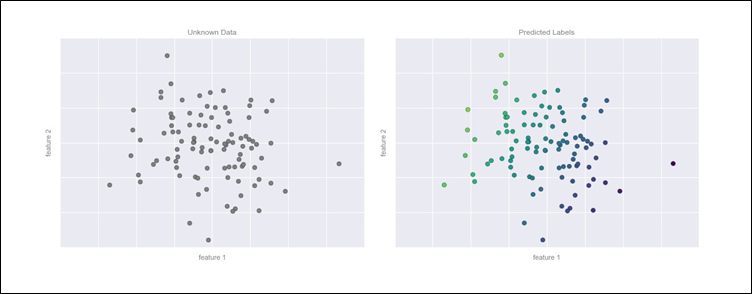 Unknown Data
feature 2
feature 1
Predicted Labels
feature 2
feature 1